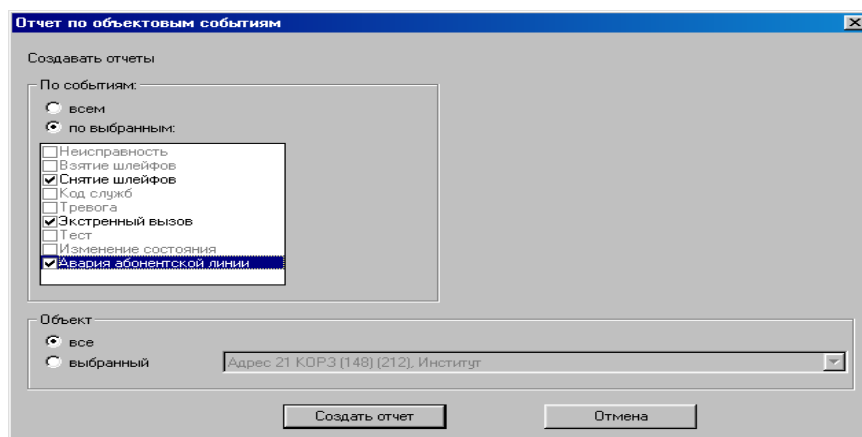 Отчет по объектовым событиям
Создавать отчеты
По событиям:
всем
по выбранным:
Неисправность
Взятие шлейфов
Снятие шлейфов
Код служб
Тревога
Экстренный вызов
Тест
Изменение состояния
Авария абонентской линии
Объект
все
выбранный
Адрес 21 КОРЗ (148) (212), Институт
Создать отчет
Отмена